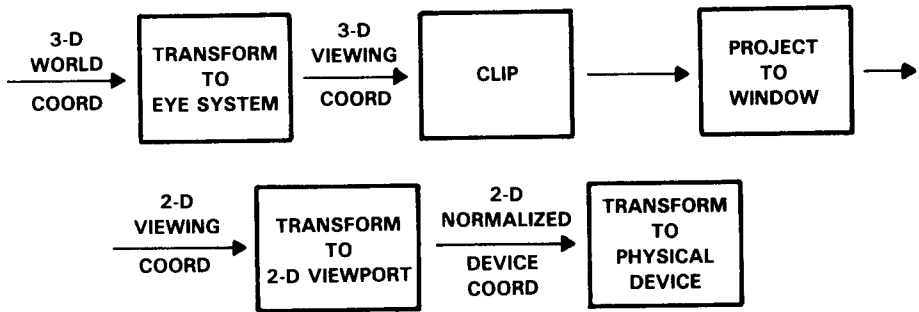 3-D
WORLD
COORD
TRANSFORM
TO
EYE SYSTEM
3-D
VIEWING
COORD
CLIP
PROJECT
TO
WINDOW
2-D
VIEWING
COORD
TRANSFORM
TO
2-D VIEWPORT
2-D
NORMALIZED
DEVICE
COORD
TRANSFORM
TO
PHYSICAL
DEVICE